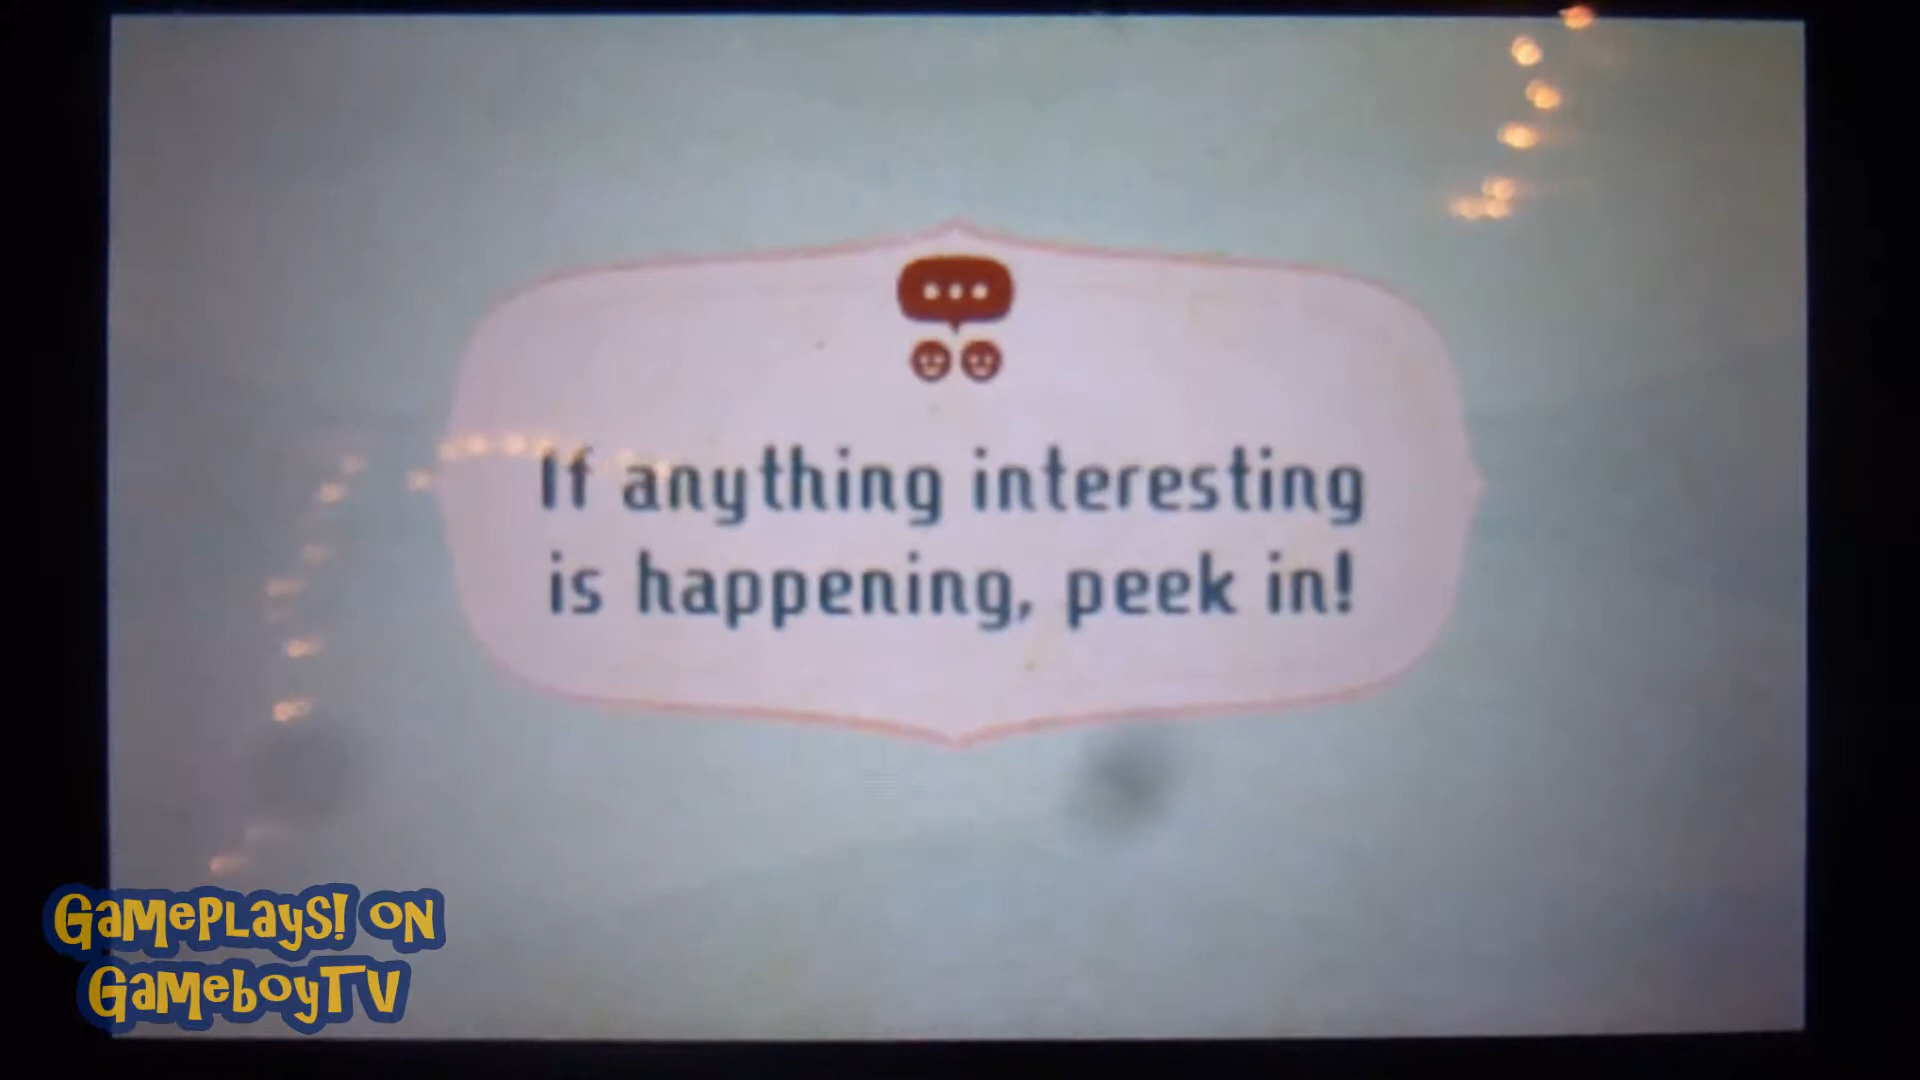 If anything interesting
is happening, peek in!
GamePLays! on
GameboyTV